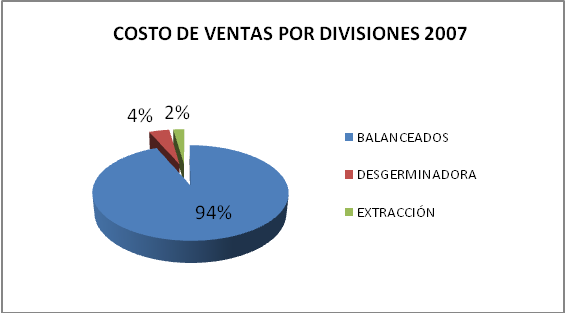 COSTO DE VENTAS POR DIVISIONES 2007
4%
2%
94%
BALANCEADOS
DESGERMINADORA
EXTRACCIÓN